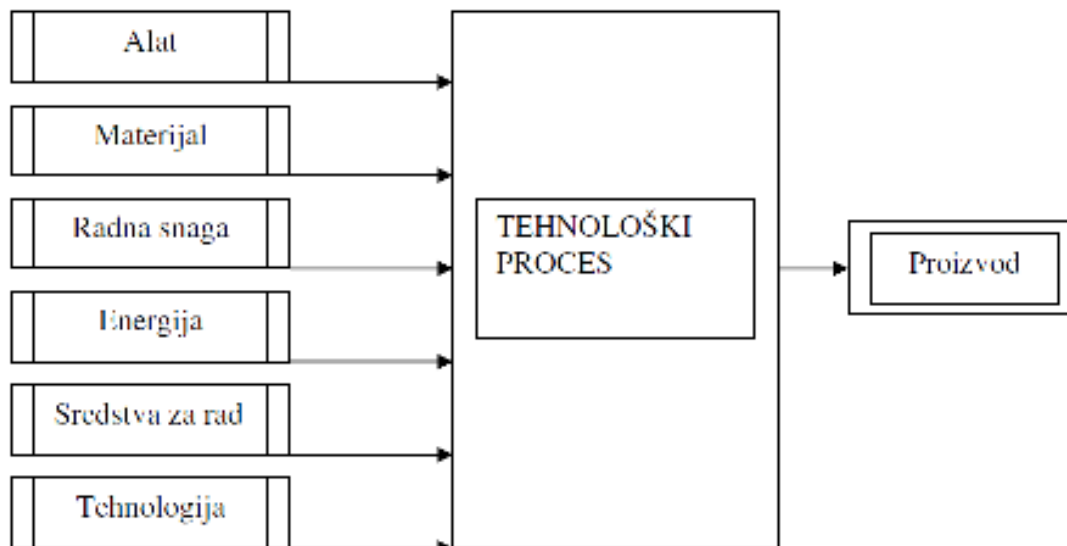 Alat
Materijal
Radna snaga
Energija
Sredstva za rad
Tehnologija
TEHNOLOŠKI
PROCES
Proizvod